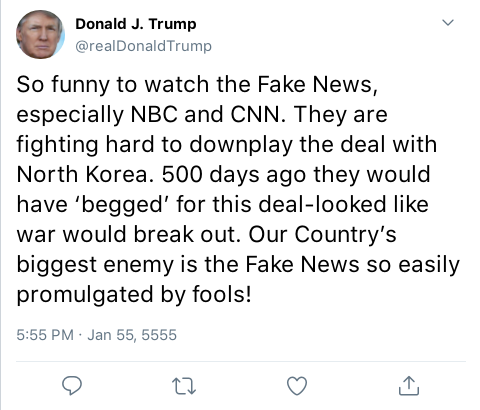 Donald J. Trump
@realDonaldTrump
So funny to watch the Fake News,
especially NBC and CNN. They are
fighting hard to downplay the deal with
North Korea. 500 days ago they would
have ‘begged’ for this deal-looked like
war would break out. Our Country’s
biggest enemy is the Fake News so easily
promulgated by fools!
5:55 PM · Jan 55, 5555